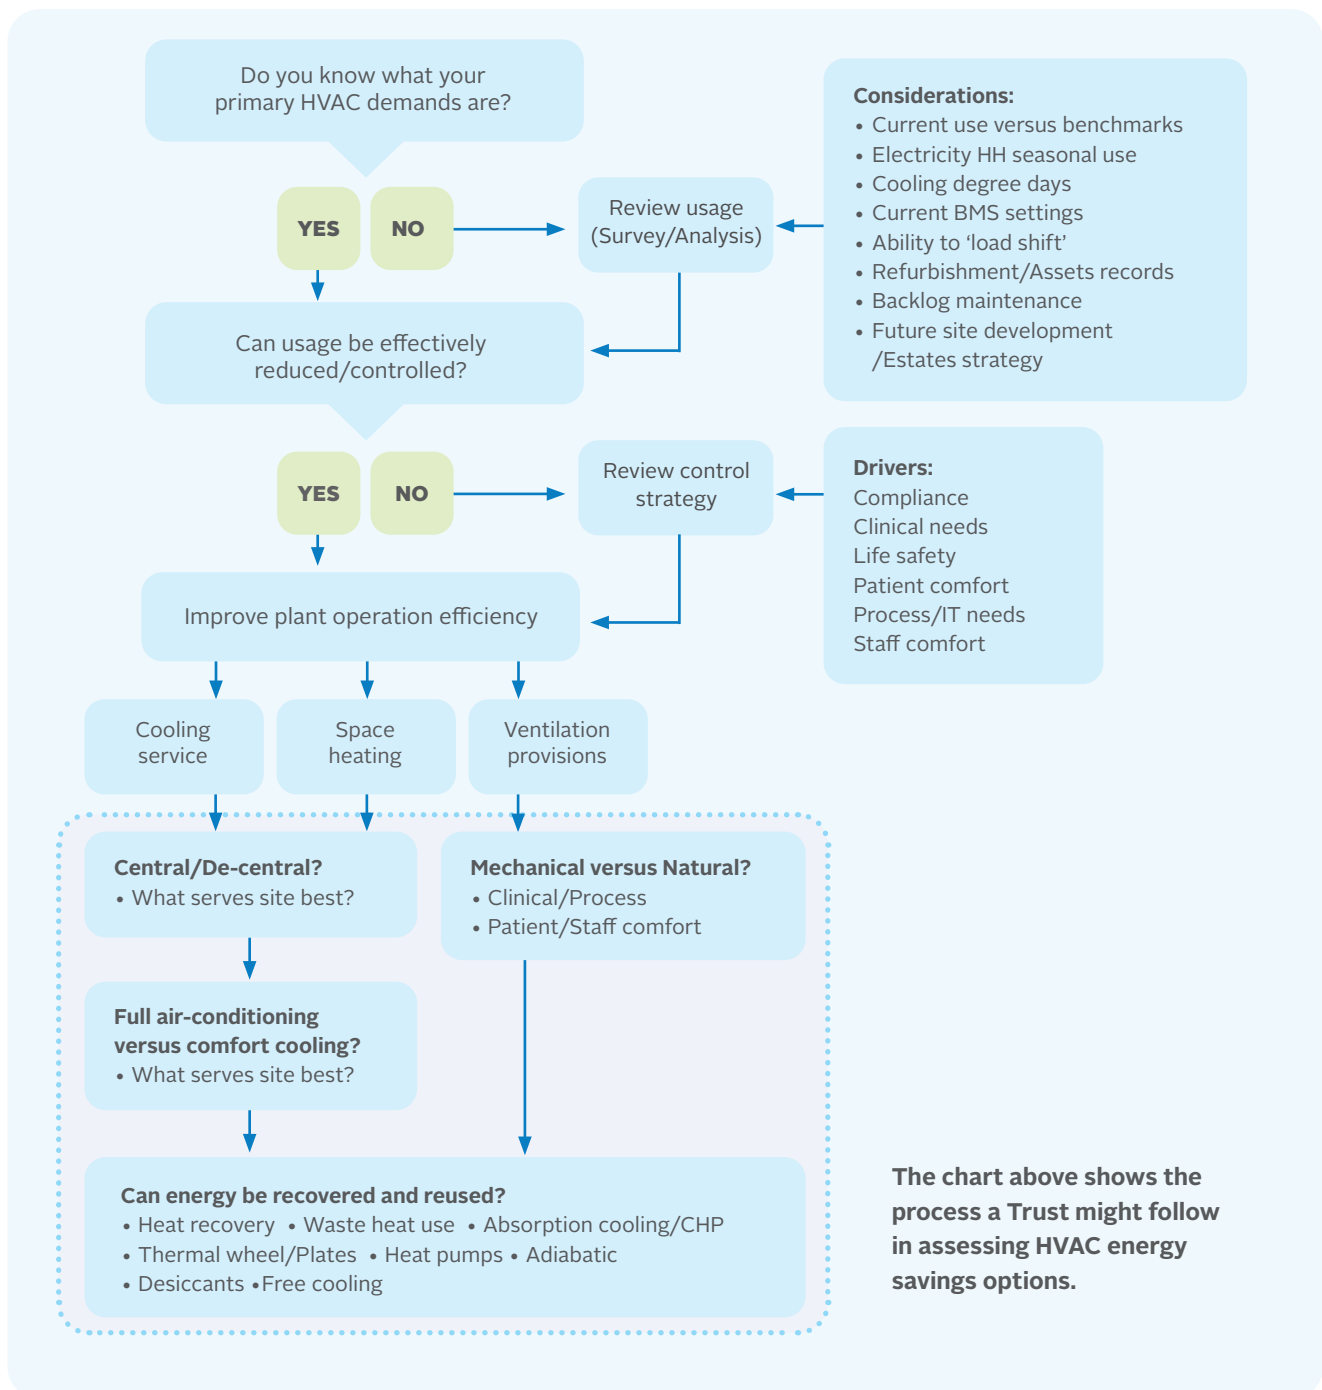 Do you know what your
primary HVAC demands are?
YES
NO
Review usage
(Survey/Analysis)
Considerations:
• Current use versus benchmarks
• Electricity HH seasonal use
• Cooling degree days
• Current BMS settings
• Ability to ‘load shift’
• Refurbishment/Assets records
• Backlog maintenance
• Future site development
/Estates strategy
Can usage be effectively
reduced/controlled?
YES
NO
Review control
strategy
Drivers:
Compliance
Clinical needs
Life safety
Patient comfort
Process/IT needs
Staff comfort
Improve plant operation efficiency
Cooling
service
Space
heating
Ventilation
provisions
Central/De-central?
• What serves site best?
Mechanical versus Natural?
• Clinical/Process
• Patient/Staff comfort
Full air-conditioning
versus comfort cooling?
• What serves site best?
Can energy be recovered and reused?
• Heat recovery • Waste heat use • Absorption cooling/CHP
• Thermal wheel/Plates • Heat pumps • Adiabatic
• Desiccants •Free cooling
The chart above shows the
process a Trust might follow
in assessing HVAC energy
savings options.